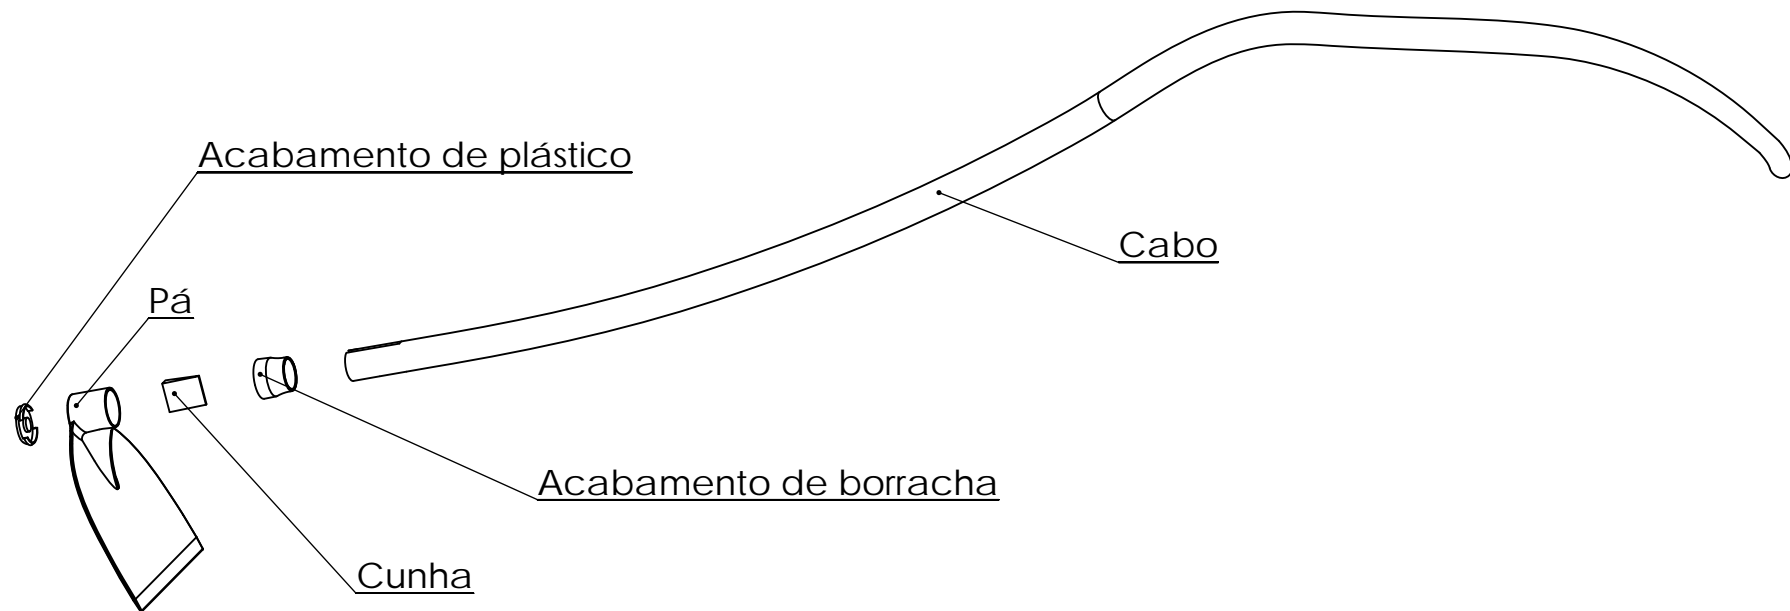 Acabamento de plástico
Cabo
Pá
Acabamento de borracha
Cunha